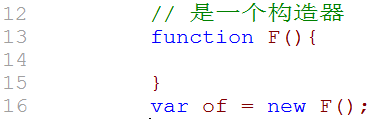 12 // 是一个构造器
13 function F(){
14
15 }
16 var of = new F();